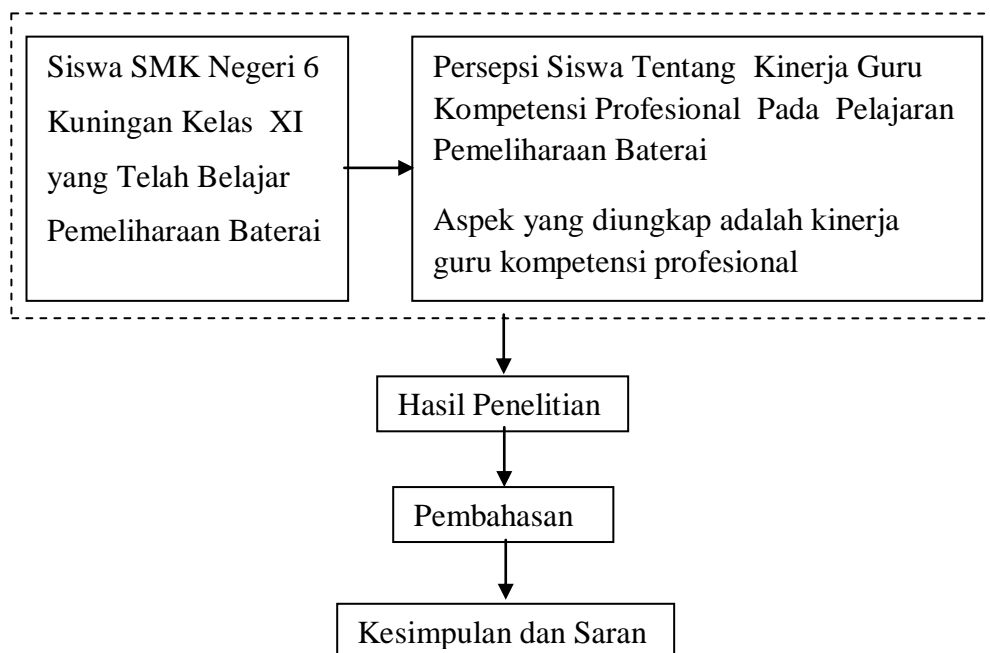 Siswa SMK Negeri 6
Kuningan Kelas XI
yang Telah Belajar
Pemeliharaan Baterai
Persepsi Siswa Tentang Kinerja Guru
Kompetensi Profesional Pada Pelajaran
Pemeliharaan Baterai
Aspek yang diungkap adalah kinerja
guru kompetensi profesional
Hasil Penelitian
Pembahasan
Kesimpulan dan Saran